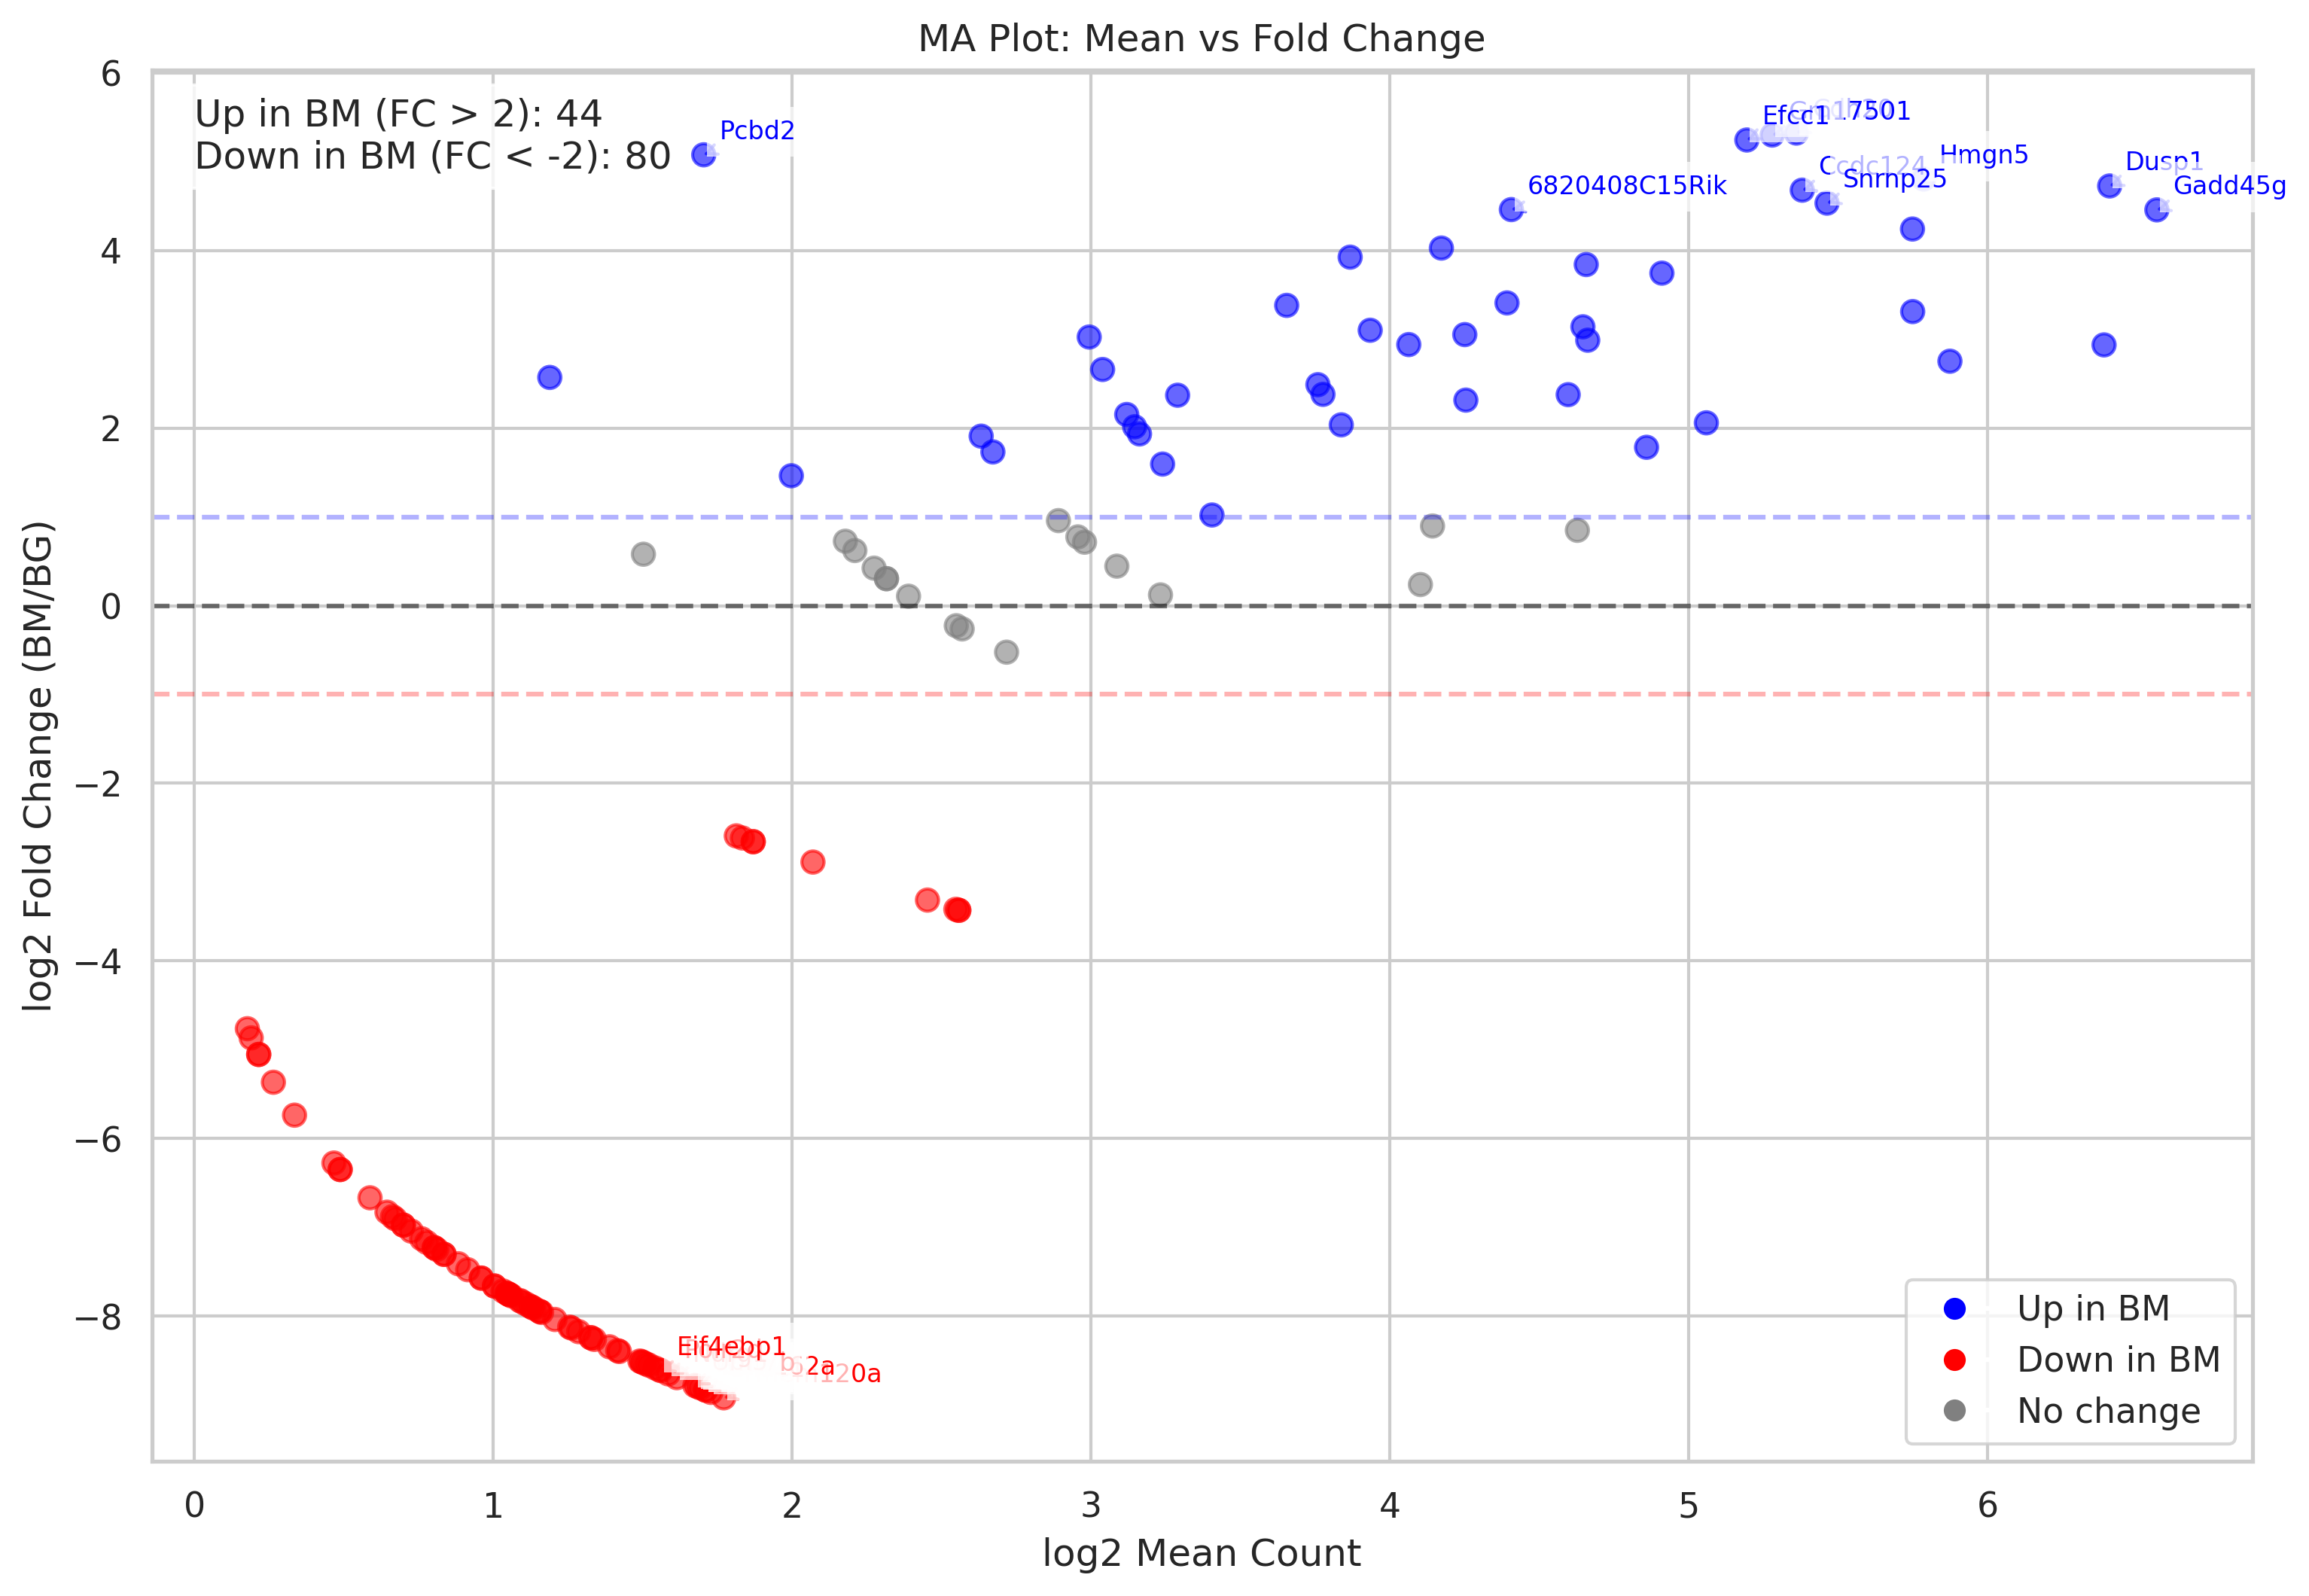 MA Plot: Mean vs Fold Change
Up in BM (FC > 2): 44
Down in BM (FC < -2): 80
Pcbd2
Efcc1
7501
Hmgn5
Ccdc124
Dusp1
Snrnp25
6820408C15Rik
Gadd45g
6
4
2
0
−2
−4
−6
−8
log2 Fold Change (BM/BG)
Eif4ebp1
Up in BM
Down in BM
No change
0 1 2 3 4 5 6
log2 Mean Count